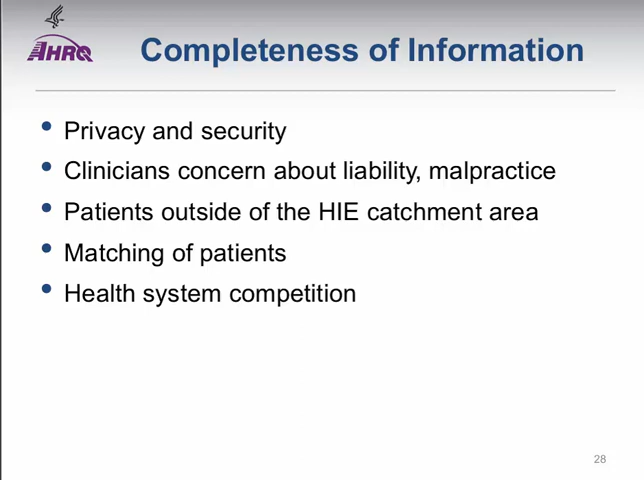 AHRQ
Completeness of Information
• Privacy and security
• Clinicians concern about liability, malpractice
• Patients outside of the HIE catchment area
• Matching of patients
• Health system competition
28